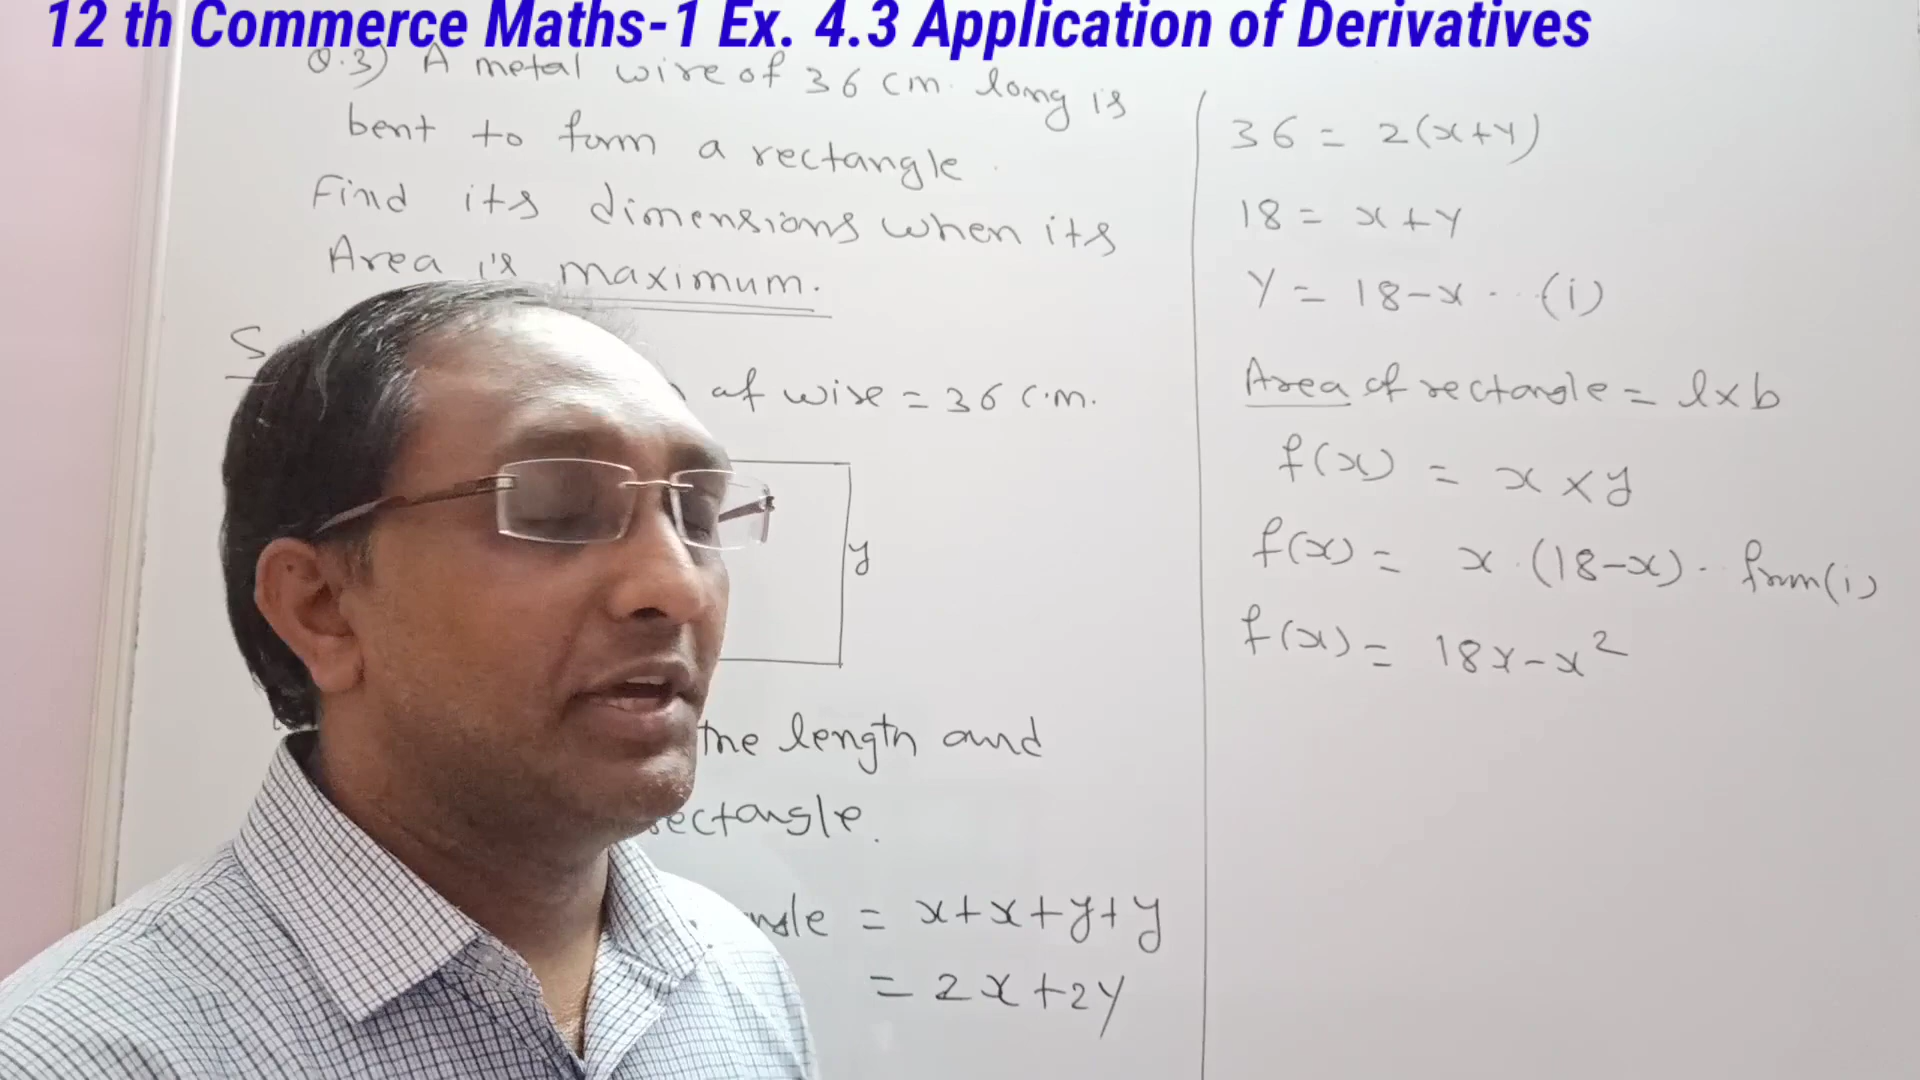 12 th Commerce Maths-1 Ex. 4.3 Application of Derivatives
Q.3) A metal wire of 36 cm. long is
bent to form a rectangle.
Find its dimensions when its
Area is maximum.
of wire = 36 c.m.
y
the length and
rectangle.
= x+x+y+y
= 2x+2y
36 = 2(x+y)
18 = x+y
y = 18-x . . . (i)
Area of rectangle = l×b
f(x) = x × y
f(x) = x.(18-x). from (i)
f(x) = 18x-x²